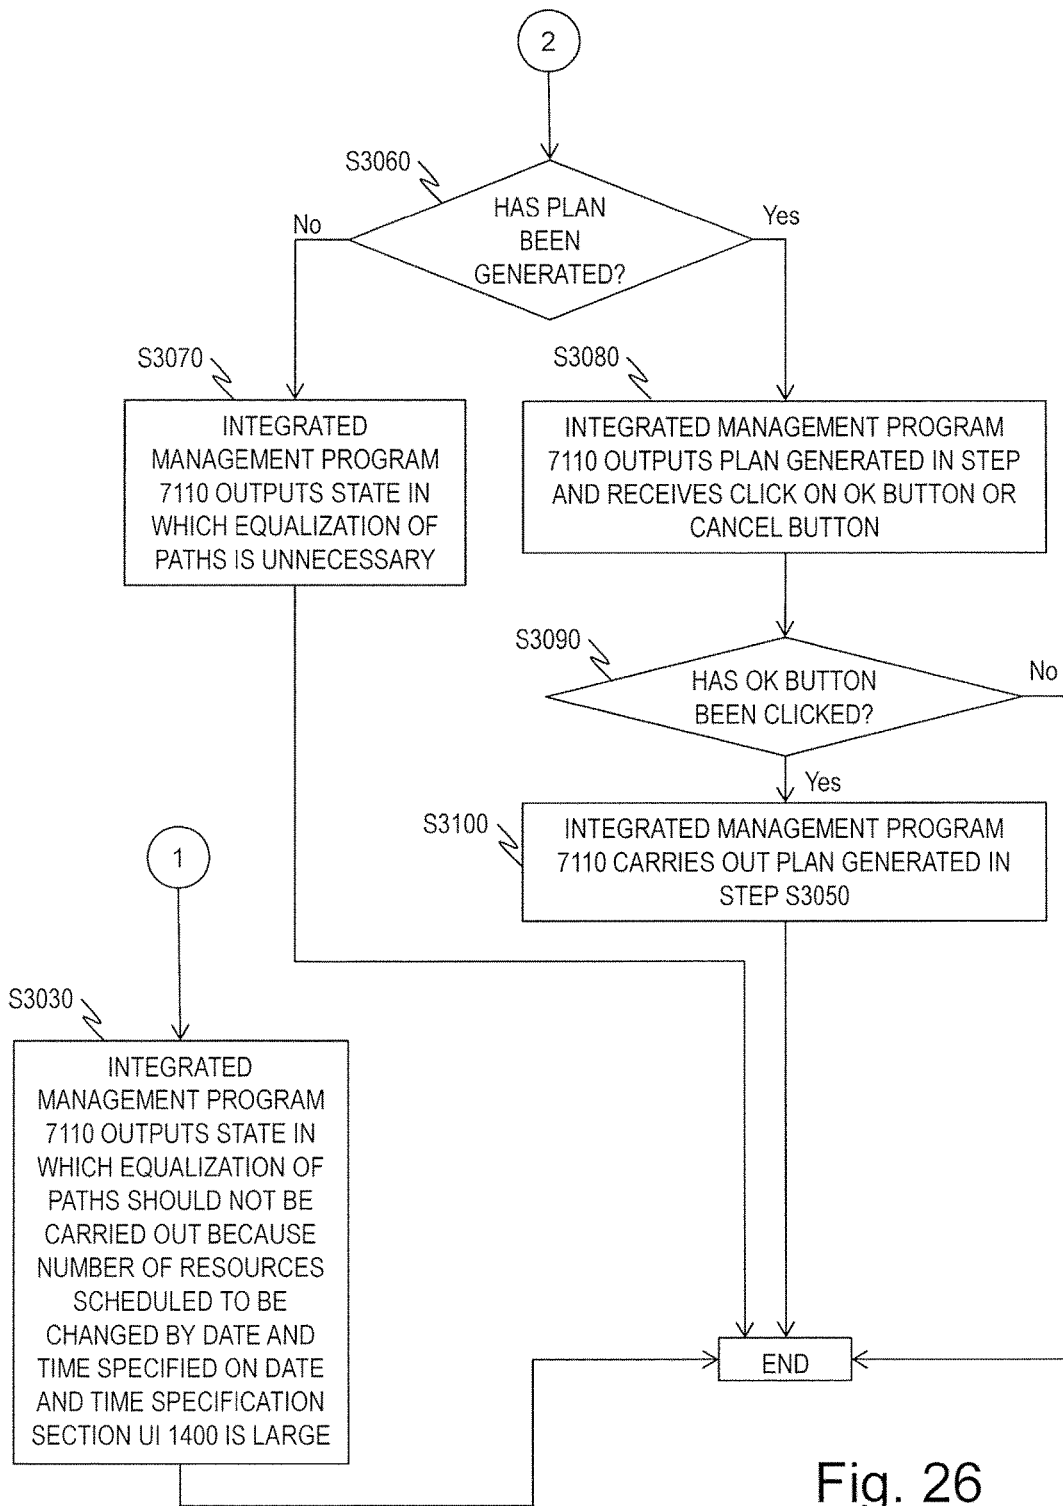 2
S3060
HAS PLAN
BEEN
GENERATED?
No
Yes
S3070
INTEGRATED
MANAGEMENT PROGRAM
7110 OUTPUTS STATE IN
WHICH EQUALIZATION OF
PATHS IS UNNECESSARY
S3080
INTEGRATED MANAGEMENT PROGRAM
7110 OUTPUTS PLAN GENERATED IN STEP
AND RECEIVES CLICK ON OK BUTTON OR
CANCEL BUTTON
S3090
HAS OK BUTTON
BEEN CLICKED?
No
Yes
S3100
INTEGRATED MANAGEMENT PROGRAM
7110 CARRIES OUT PLAN GENERATED IN
STEP S3050
1
S3030
INTEGRATED
MANAGEMENT PROGRAM
7110 OUTPUTS STATE IN
WHICH EQUALIZATION OF
PATHS SHOULD NOT BE
CARRIED OUT BECAUSE
NUMBER OF RESOURCES
SCHEDULED TO BE
CHANGED BY DATE AND
TIME SPECIFIED ON DATE
AND TIME SPECIFICATION
SECTION UI 1400 IS LARGE
END
Fig. 26